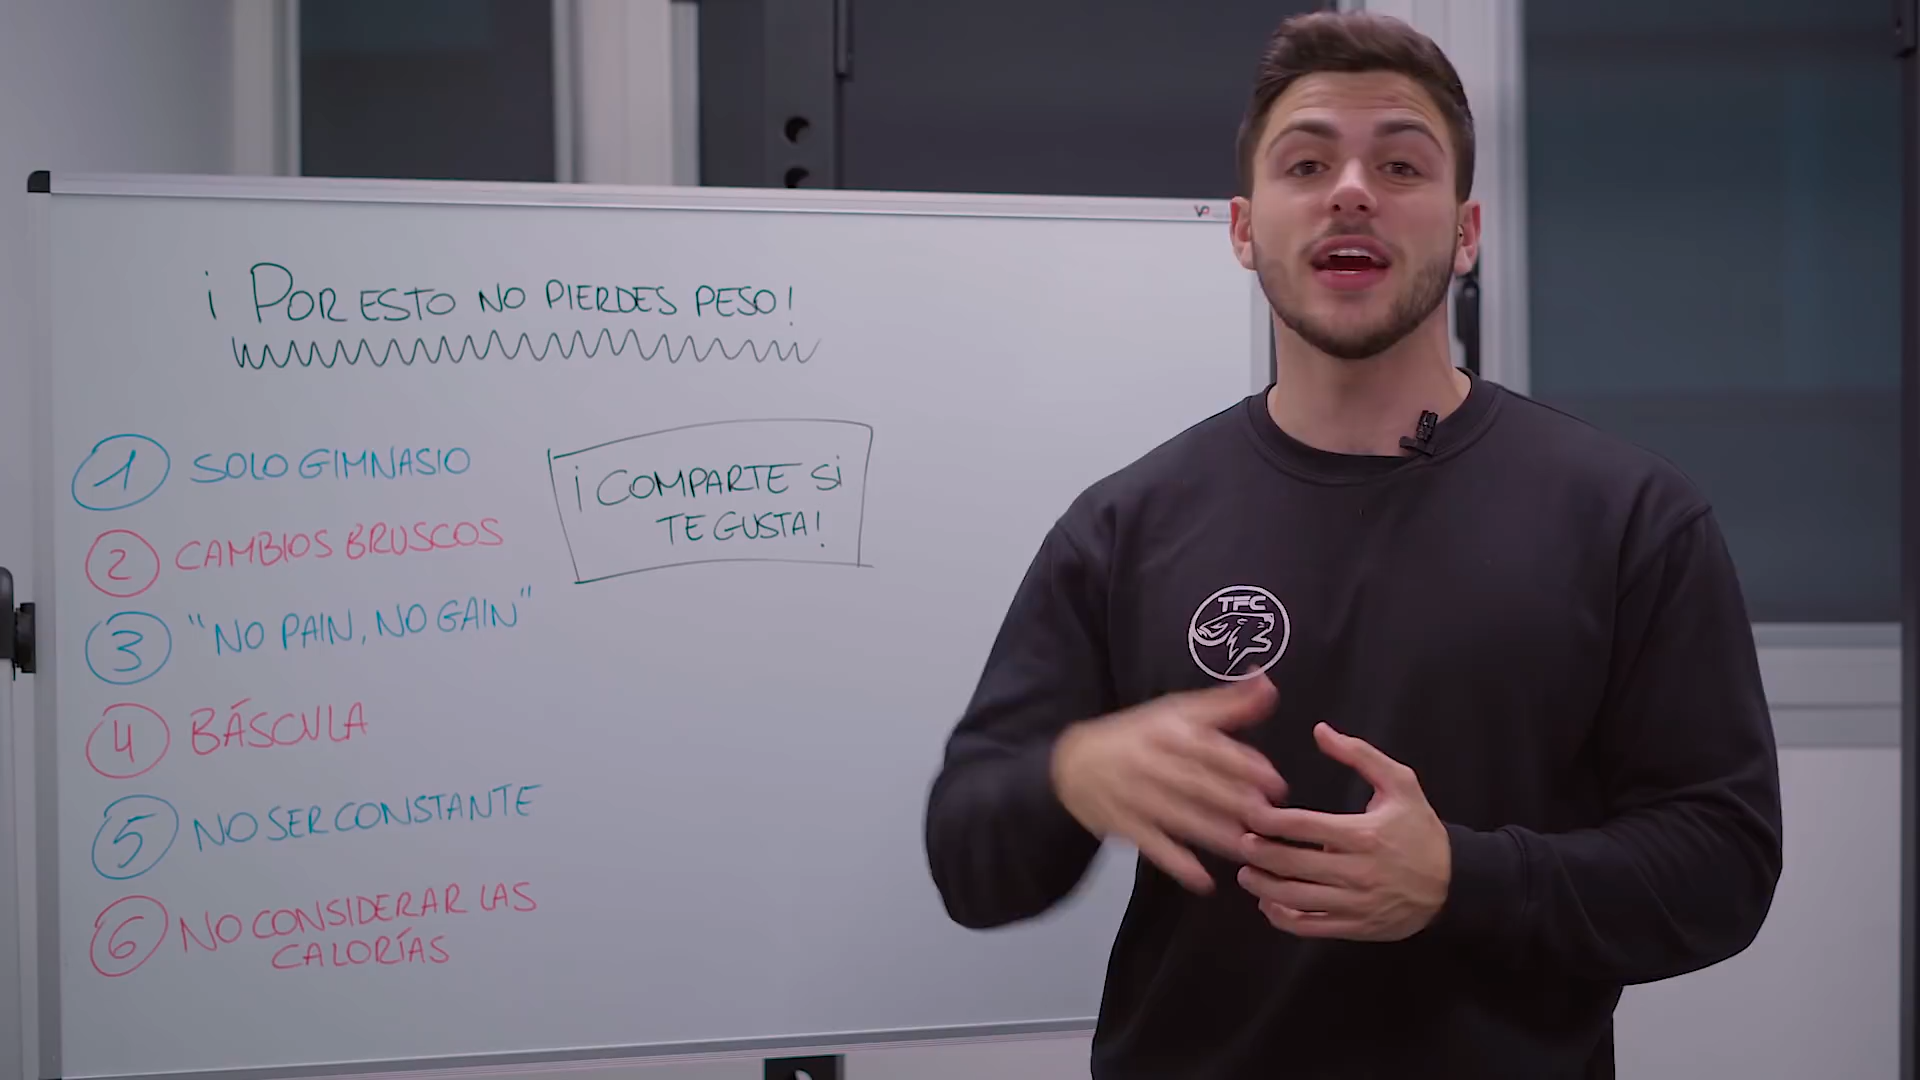 ¡POR ESTO NO PIERDES PESO!
1 SOLO GIMNASIO
2 CAMBIOS BRUSCOS
3 "NO PAIN, NO GAIN"
4 BÁSCULA
5 NO SER CONSTANTE
6 NO CONSIDERAR LAS
CALORÍAS
¡COMPARTE SI
TE GUSTA!
TFC